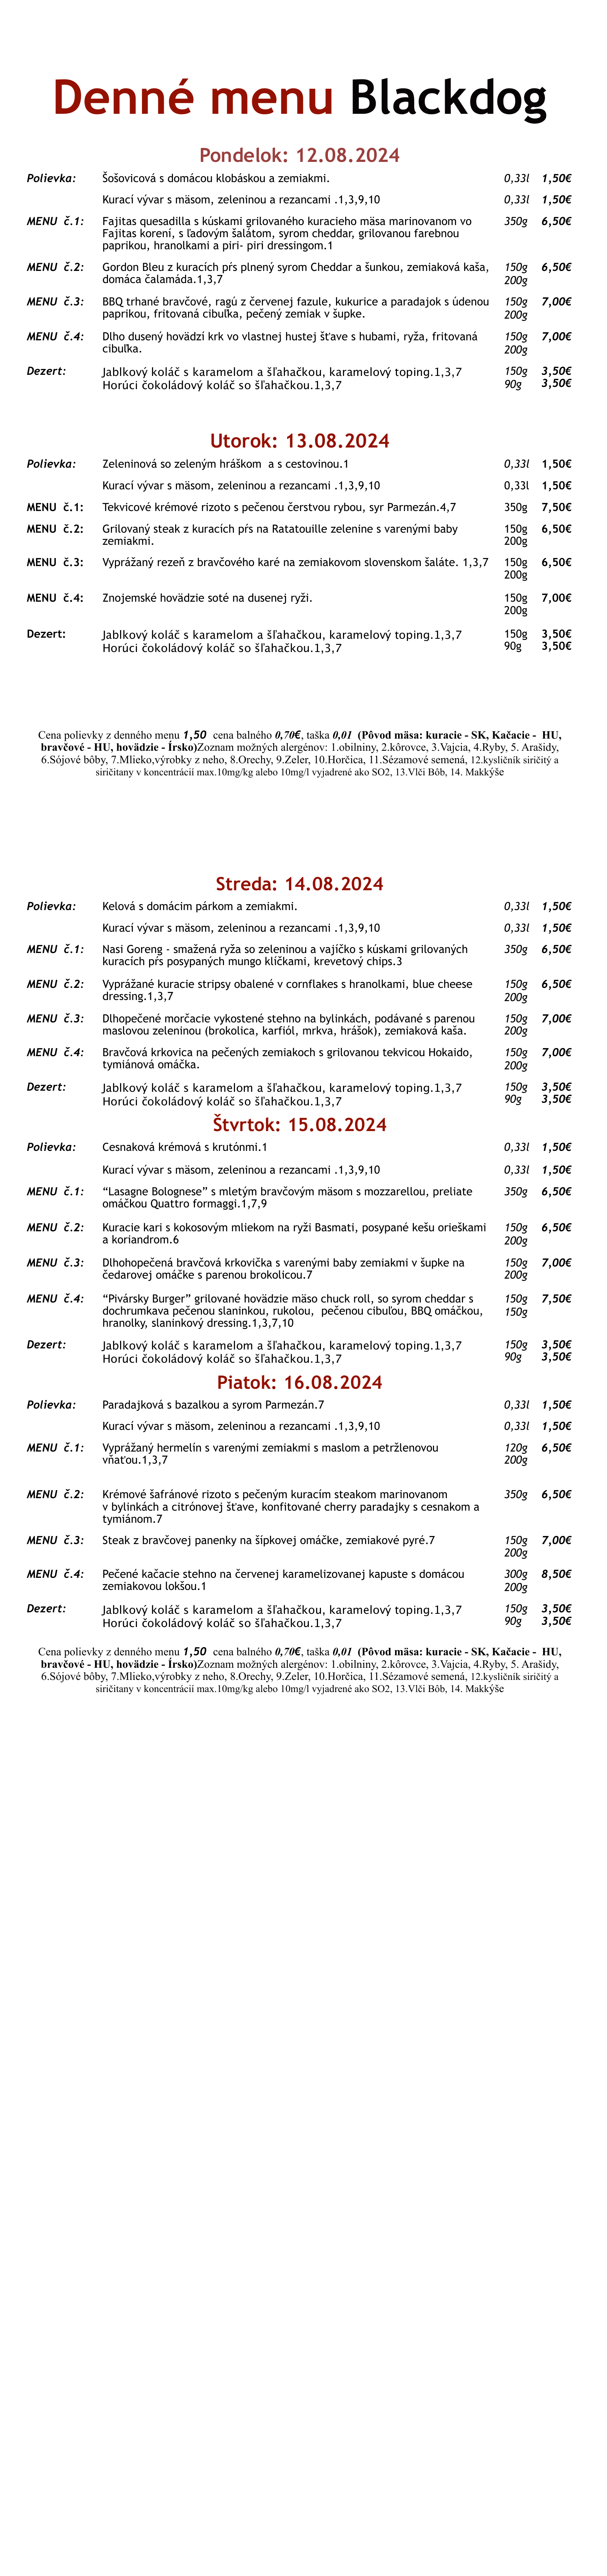 Denné menu Blackdog
Pondelok: 12.08.2024
Polievka: Šošovicová s domácou klobáskou a zemiakmi. 0,33l 1,50€
Kurací vývar s mäsom, zeleninou a rezancami .1,3,9,10 0,33l 1,50€
MENU č.1: Fajitas quesadilla s kúskami grilovaného kuracieho mäsa marinovanom vo 350g 6,50€
Fajitas korení, s ľadovým šalátom, syrom cheddar, grilovanou farebnou
paprikou, hranolkami a piri- piri dressingom.1
MENU č.2: Gordon Bleu z kuracích pŕs plnený syrom Cheddar a šunkou, zemiaková kaša, 150g 6,50€
domáca čalamáda.1,3,7 200g
MENU č.3: BBQ trhané bravčové, ragú z červenej fazule, kukurice a paradajok s údenou 150g 7,00€
paprikou, fritovaná cibuľka, pečený zemiak v šupke. 200g
MENU č.4: Dlho dusený hovädzí krk vo vlastnej hustej šťave s hubami, ryža, fritovaná 150g 7,00€
cibuľka. 200g
Dezert: Jablkový koláč s karamelom a šľahačkou, karamelový toping.1,3,7 150g 3,50€
Horúci čokoládový koláč so šľahačkou.1,3,7 90g 3,50€
Utorok: 13.08.2024
Polievka: Zeleninová so zeleným hráškom a s cestovinou.1 0,33l 1,50€
Kurací vývar s mäsom, zeleninou a rezancami .1,3,9,10 0,33l 1,50€
MENU č.1: Tekvicové krémové rizoto s pečenou čerstvou rybou, syr Parmezán.4,7 350g 7,50€
MENU č.2: Grilovaný steak z kuracích pŕs na Ratatouille zelenine s varenými baby 150g 6,50€
zemiakmi. 200g
MENU č.3: Vyprážaný rezeň z bravčového karé na zemiakovom slovenskom šaláte. 1,3,7 150g 6,50€
200g
MENU č.4: Znojemské hovädzie soté na dusenej ryži. 150g 7,00€
200g
Dezert: Jablkový koláč s karamelom a šľahačkou, karamelový toping.1,3,7 150g 3,50€
Horúci čokoládový koláč so šľahačkou.1,3,7 90g 3,50€
Cena polievky z denného menu 1,50 cena balného 0,70€, taška 0,01 (Pôvod mäsa: kuracie - SK, Kačacie - HU,
bravčové - HU, hovädzie - Írsko)Zoznam možných alergénov: 1.obilniny, 2.kôrovce, 3.Vajcia, 4.Ryby, 5. Arašidy,
6.Sójové bôby, 7.Mlieko,výrobky z neho, 8.Orechy, 9.Zeler, 10.Horčica, 11.Sézamové semená, 12.kysličník siričitý a
siričitany v koncentrácií max.10mg/kg alebo 10mg/l vyjadrené ako SO2, 13.Vlčí Bôb, 14. Makkýše
Streda: 14.08.2024
Polievka: Kelová s domácim párkom a zemiakmi. 0,33l 1,50€
Kurací vývar s mäsom, zeleninou a rezancami .1,3,9,10 0,33l 1,50€
MENU č.1: Nasi Goreng - smažená ryža so zeleninou a vajíčko s kúskami grilovaných 350g 6,50€
kuracích pŕs posypaných mungo klíčkami, krevetový chips.3
MENU č.2: Vyprážané kuracie stripsy obalené v cornflakes s hranolkami, blue cheese 150g 6,50€
dressing.1,3,7 200g
MENU č.3: Dlhopečené morčacie vykostené stehno na bylinkách, podávané s parenou 150g 7,00€
maslovou zeleninou (brokolica, karfiól, mrkva, hrášok), zemiaková kaša. 200g
MENU č.4: Bravčová krkovica na pečených zemiakoch s grilovanou tekvicou Hokaido, 150g 7,00€
tymiánová omáčka. 200g
Dezert: Jablkový koláč s karamelom a šľahačkou, karamelový toping.1,3,7 150g 3,50€
Horúci čokoládový koláč so šľahačkou.1,3,7 90g 3,50€
Štvrtok: 15.08.2024
Polievka: Cesnaková krémová s krutónmi.1 0,33l 1,50€
Kurací vývar s mäsom, zeleninou a rezancami .1,3,9,10 0,33l 1,50€
MENU č.1: “Lasagne Bolognese” s mletým bravčovým mäsom s mozzarellou, preliate 350g 6,50€
omáčkou Quattro formaggi.1,7,9
MENU č.2: Kuracie kari s kokosovým mliekom na ryži Basmati, posypané kešu orieškami 150g 6,50€
a koriandrom.6 200g
MENU č.3: Dlhohopečená bravčová krkovička s varenými baby zemiakmi v šupke na 150g 7,00€
čedarovej omáčke s parenou brokolicou.7 200g
MENU č.4: “Pivársky Burger” grilované hovädzie mäso chuck roll, so syrom cheddar s 150g 7,50€
dochrumkava pečenou slaninkou, rukolou, pečenou cibuľou, BBQ omáčkou, 150g
hranolky, slaninkový dressing.1,3,7,10
Dezert: Jablkový koláč s karamelom a šľahačkou, karamelový toping.1,3,7 150g 3,50€
Horúci čokoládový koláč so šľahačkou.1,3,7 90g 3,50€
Piatok: 16.08.2024
Polievka: Paradajková s bazalkou a syrom Parmezán.7 0,33l 1,50€
Kurací vývar s mäsom, zeleninou a rezancami .1,3,9,10 0,33l 1,50€
MENU č.1: Vyprážaný hermelín s varenými zemiakmi s maslom a petržlenovou 120g 6,50€
vňaťou.1,3,7 200g
MENU č.2: Krémové šafránové rizoto s pečeným kuracím steakom marinovanom 350g 6,50€
v bylinkách a citrónovej šťave, konfitované cherry paradajky s cesnakom a
tymiánom.7
MENU č.3: Steak z bravčovej panenky na šípkovej omáčke, zemiakové pyré.7 150g 7,00€
200g
MENU č.4: Pečené kačacie stehno na červenej karamelizovanej kapuste s domácou 300g 8,50€
zemiakovou lokšou.1 200g
Dezert: Jablkový koláč s karamelom a šľahačkou, karamelový toping.1,3,7 150g 3,50€
Horúci čokoládový koláč so šľahačkou.1,3,7 90g 3,50€
Cena polievky z denného menu 1,50 cena balného 0,70€, taška 0,01 (Pôvod mäsa: kuracie - SK, Kačacie - HU,
bravčové - HU, hovädzie - Írsko)Zoznam možných alergénov: 1.obilniny, 2.kôrovce, 3.Vajcia, 4.Ryby, 5. Arašidy,
6.Sójové bôby, 7.Mlieko,výrobky z neho, 8.Orechy, 9.Zeler, 10.Horčica, 11.Sézamové semená, 12.kysličník siričitý a
siričitany v koncentrácií max.10mg/kg alebo 10mg/l vyjadrené ako SO2, 13.Vlčí Bôb, 14. Makkýše